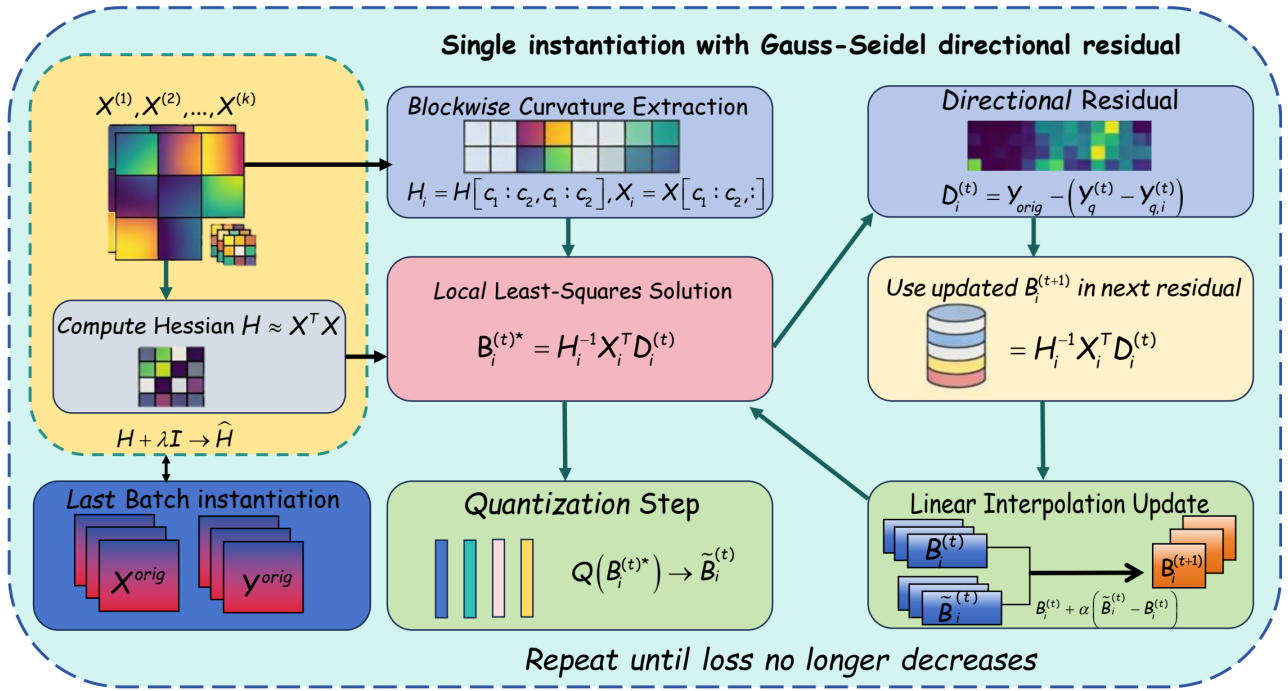 Single instantiation with Gauss-Seidel directional residual
X^{(1)}, X^{(2)}, ..., X^{(k)}
Compute Hessian H ≈ X^T X
H + λI → Ĥ
Last Batch instantiation
X^{orig}
Y^{orig}
Blockwise Curvature Extraction
H_i = H[c_1 : c_2, c_1 : c_2], X_i = X[c_1 : c_2, :]
Local Least-Squares Solution
B_i^{(t)*} = H_i^{-1} X_i^T D_i^{(t)}
Quantization Step
Q(B_i^{(t)*}) → B̃_i^{(t)}
Directional Residual
D_i^{(t)} = Y_{orig} - (Y_q^{(t)} - Y_{q,i}^{(t)})
Use updated B_i^{(t+1)} in next residual
= H_i^{-1} X_i^T D_i^{(t)}
Linear Interpolation Update
B_i^{(t)}
B̃_i^{(t)}
B_i^{(t+1)}
B_i^{(t)} + α(B̃_i^{(t)} - B_i^{(t)})
Repeat until loss no longer decreases